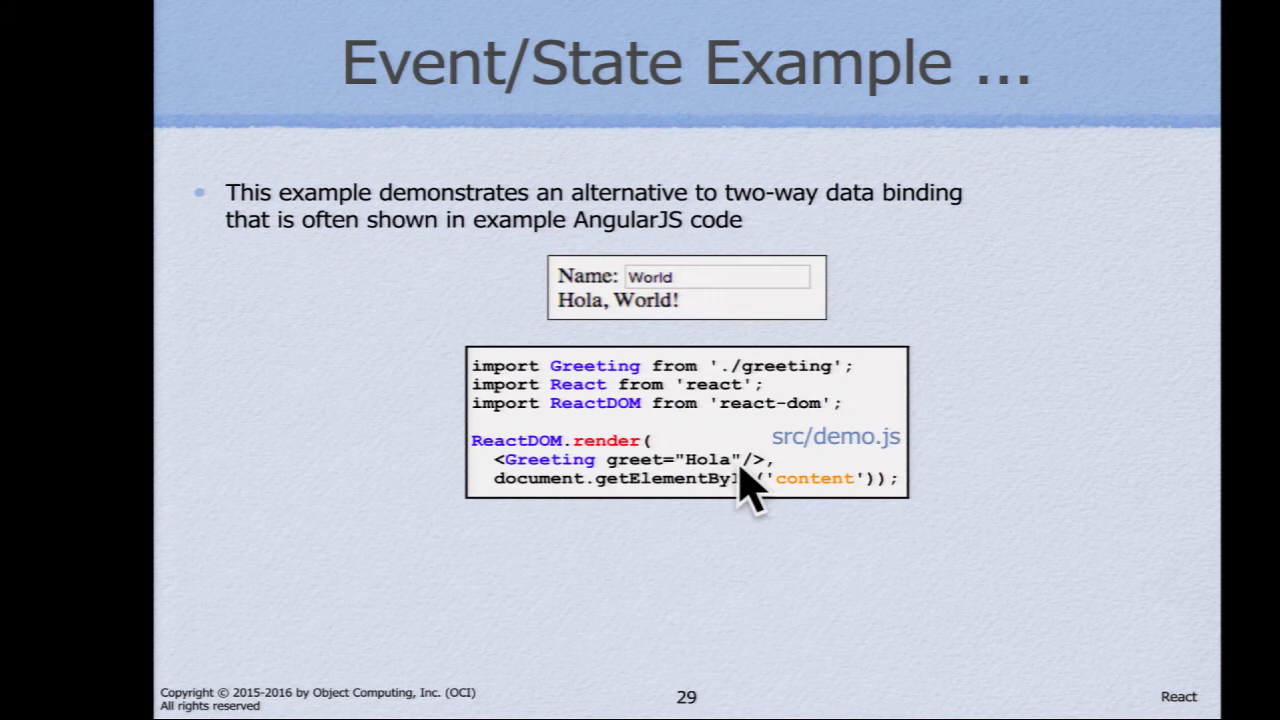 Event/State Example ...
• This example demonstrates an alternative to two-way data binding
that is often shown in example AngularJS code
Name: World
Hola, World!
import Greeting from './greeting';
import React from 'react';
import ReactDOM from 'react-dom';
ReactDOM.render(
src/demo.js
<Greeting greet="Hola"/>,
document.getElementById('content'));
Copyright © 2015-2016 by Object Computing, Inc. (OCI)
All rights reserved
29
React